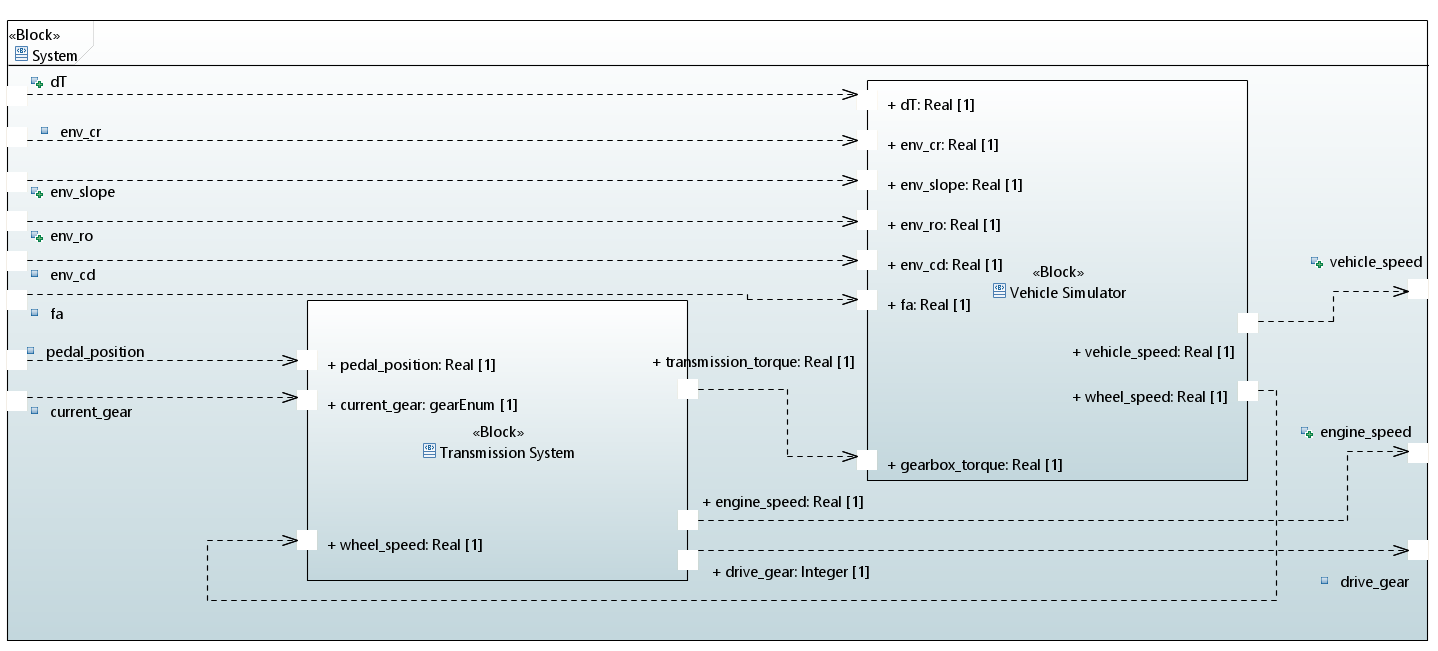 «Block»
System
dT
env_cr
env_slope
env_ro
env_cd
fa
pedal_position
current_gear
+ pedal_position: Real [1]
+ current_gear: gearEnum [1]
«Block»
Transmission System
+ wheel_speed: Real [1]
+ transmission_torque: Real [1]
+ engine_speed: Real [1]
+ drive_gear: Integer [1]
+ dT: Real [1]
+ env_cr: Real [1]
+ env_slope: Real [1]
+ env_ro: Real [1]
+ env_cd: Real [1]
«Block»
Vehicle Simulator
+ fa: Real [1]
+ vehicle_speed: Real [1]
+ wheel_speed: Real [1]
+ gearbox_torque: Real [1]
vehicle_speed
engine_speed
drive_gear